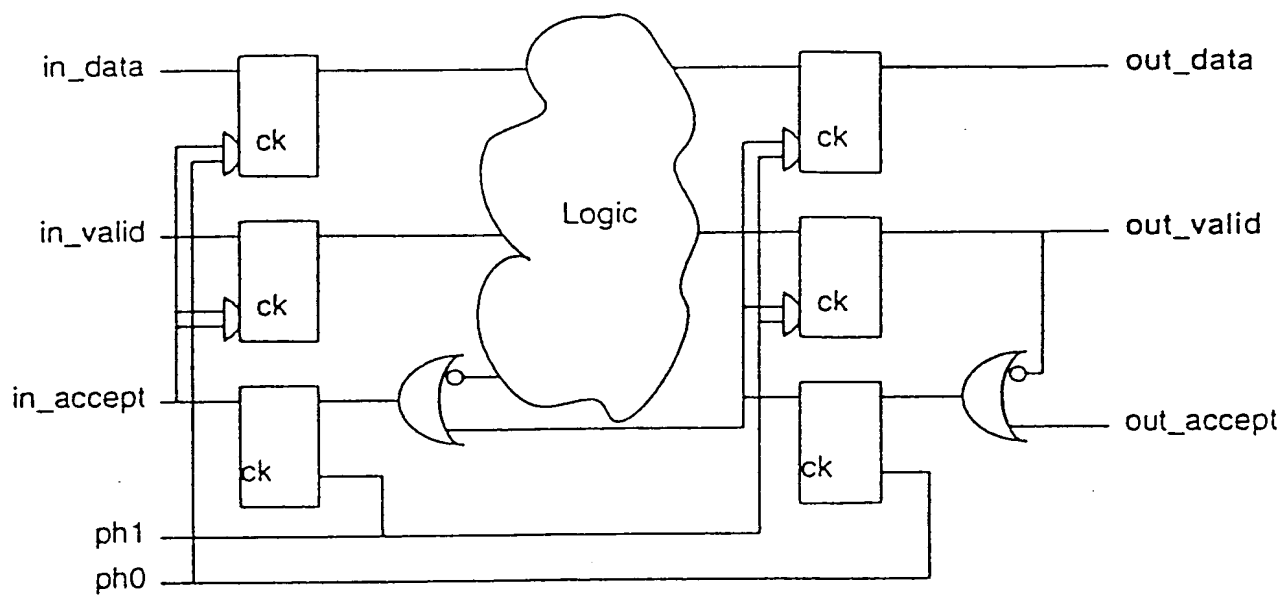 in_data
ck
ck
out_data
in_valid
ck
Logic
ck
out_valid
in_accept
ck
ck
out_accept
ph1
ph0